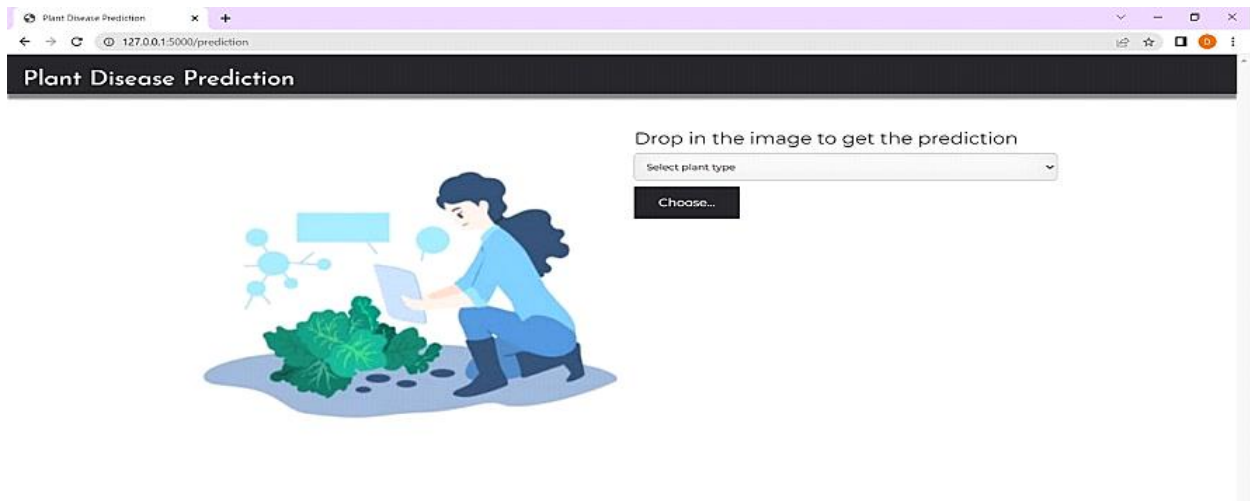 Plant Disease Prediction
127.0.0.1:5000/prediction
D
Plant Disease Prediction
Drop in the image to get the prediction
Select plant type
Choose...